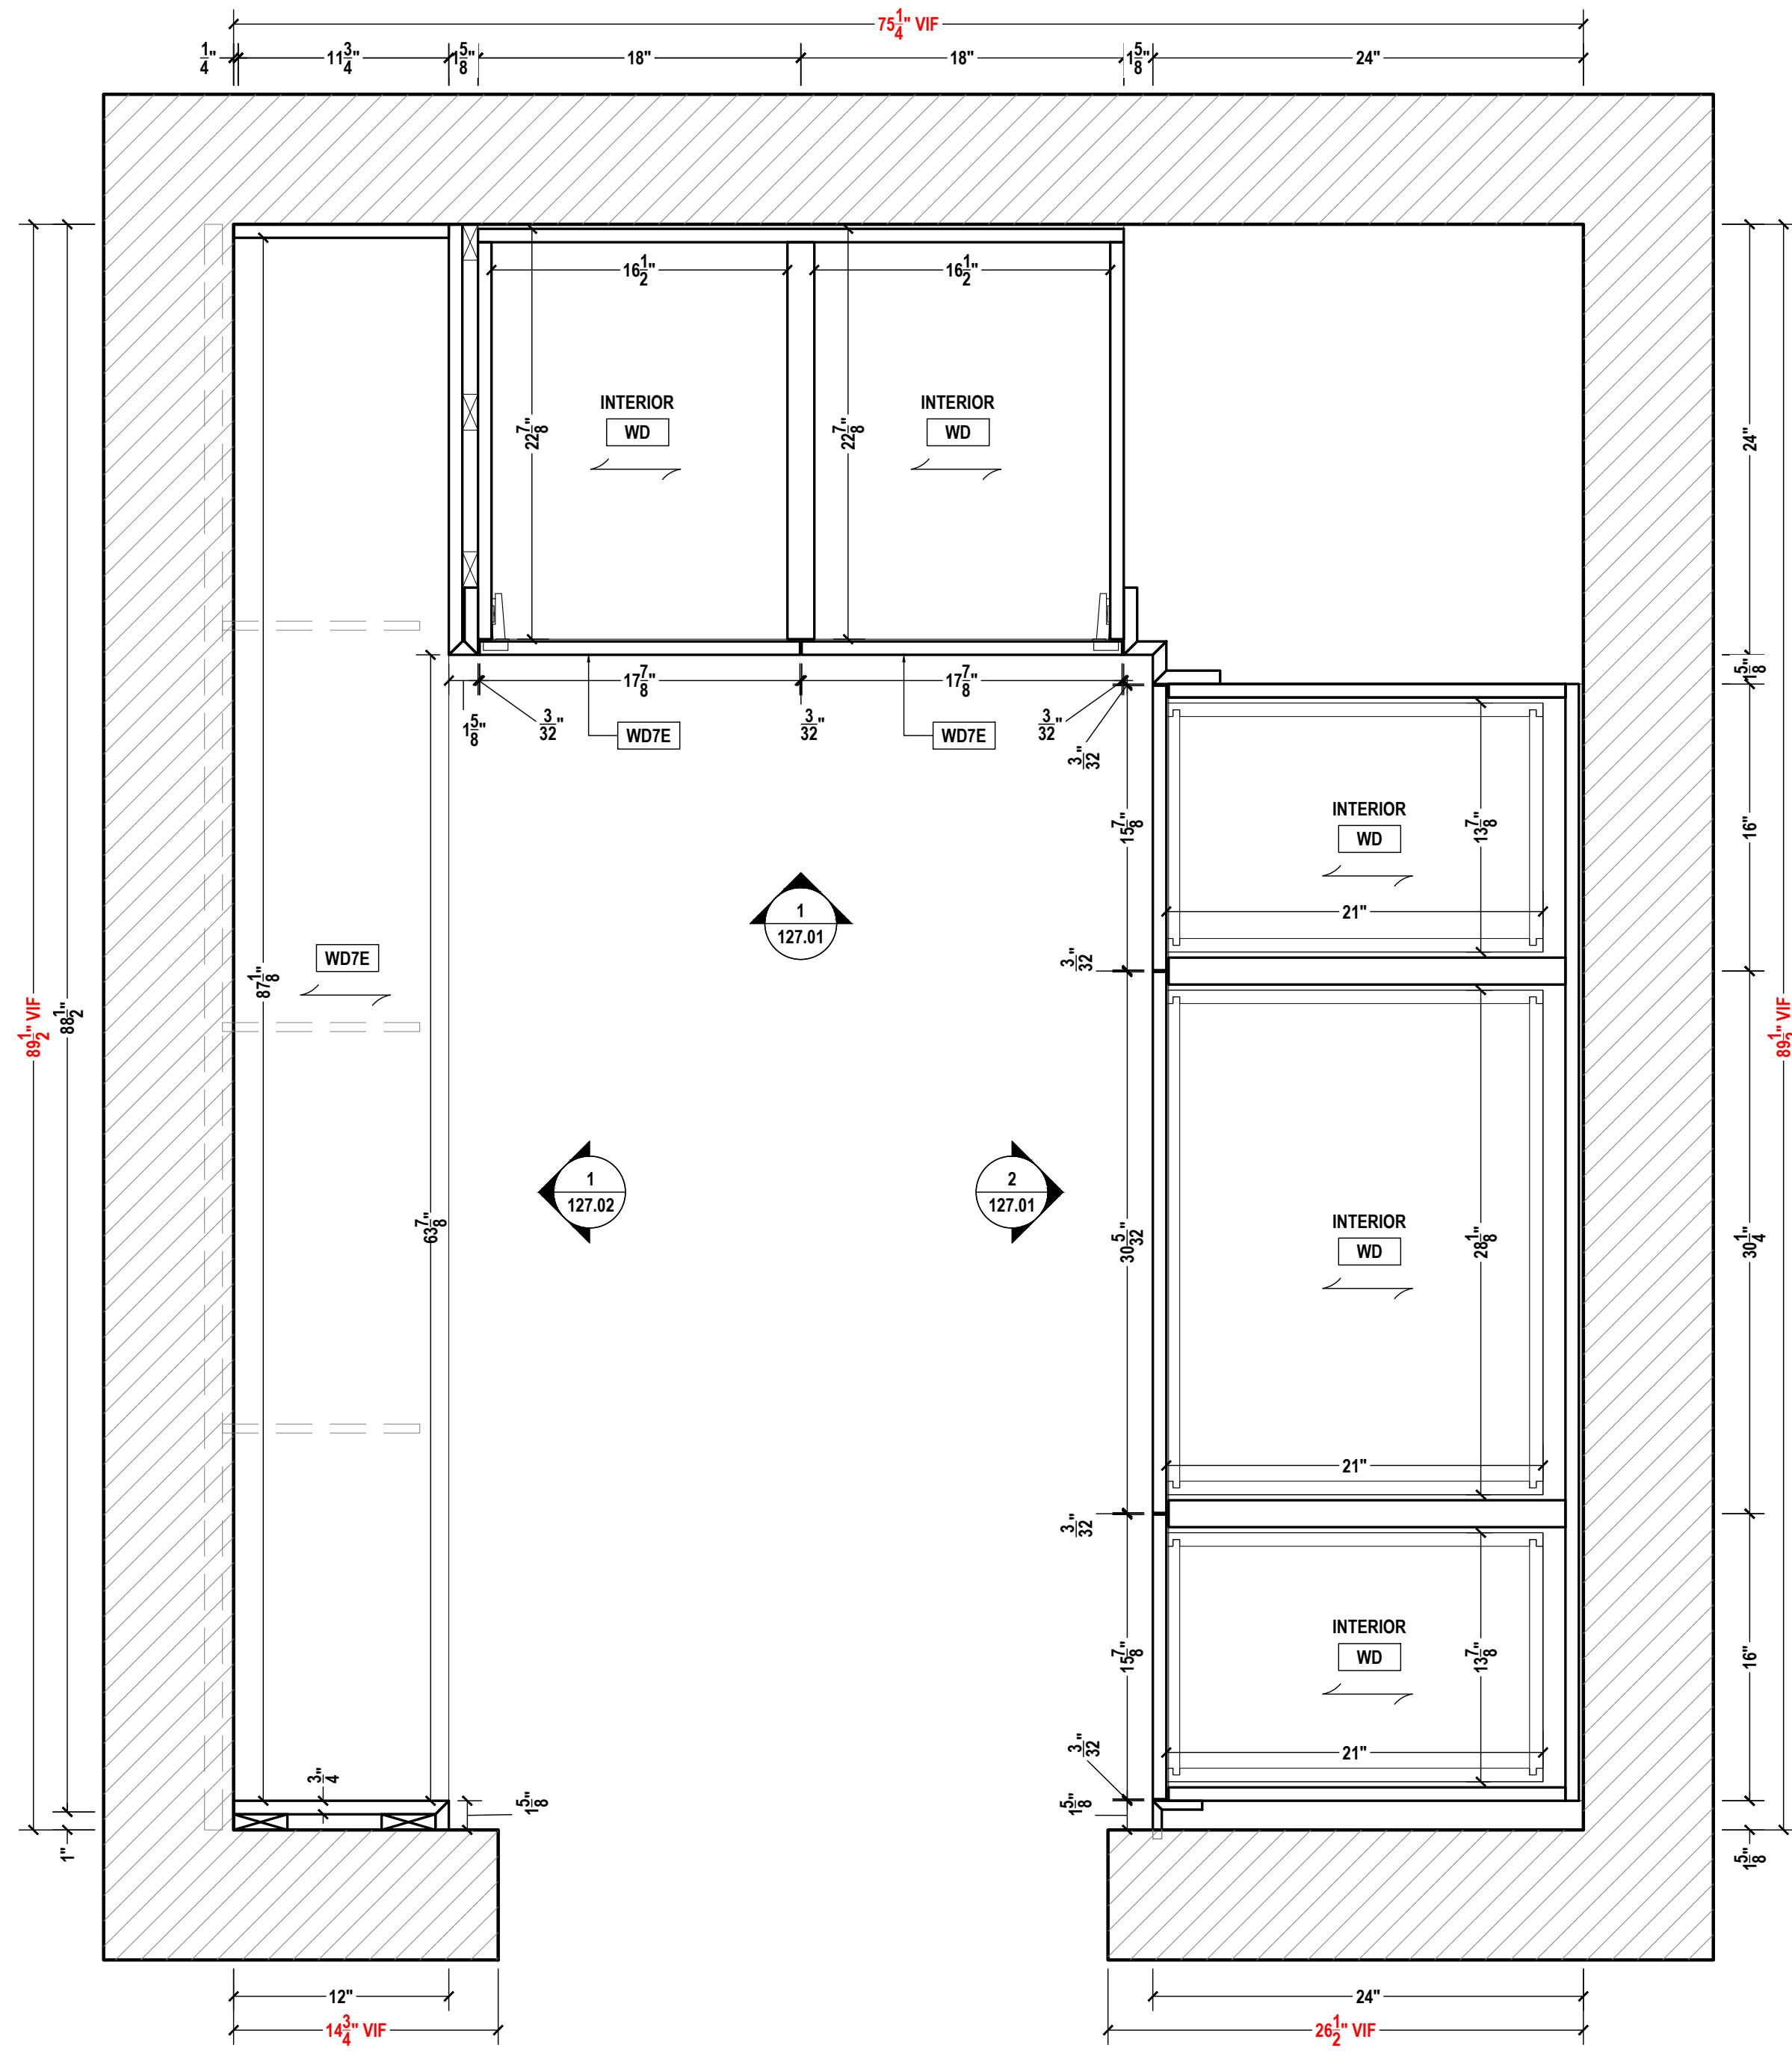 75 1/4" VIF
1/4"
11 3/4"
1 5/8"
18"
18"
1 5/8"
24"
16 1/2"
16 1/2"
INTERIOR
WD
INTERIOR
WD
22 7/8"
22 7/8"
24"
1 5/8"
17 7/8"
17 7/8"
1 5/8"
3/32"
WD7E
3/32"
WD7E
3/32"
3/32"
15 7/8"
INTERIOR
WD
13 7/8"
16"
21"
1
127.01
WD7E
87 1/8"
3/32"
89 1/2" VIF
88 1/2"
89 1/2" VIF
1
127.02
2
127.01
63 7/8"
30 5/32"
INTERIOR
WD
28 1/8"
30 1/4"
21"
3/32"
15 7/8"
INTERIOR
WD
13 7/8"
16"
21"
3/4"
3/32"
1 5/8"
1 5/8"
1"
1 5/8"
12"
24"
14 3/4" VIF
26 1/2" VIF